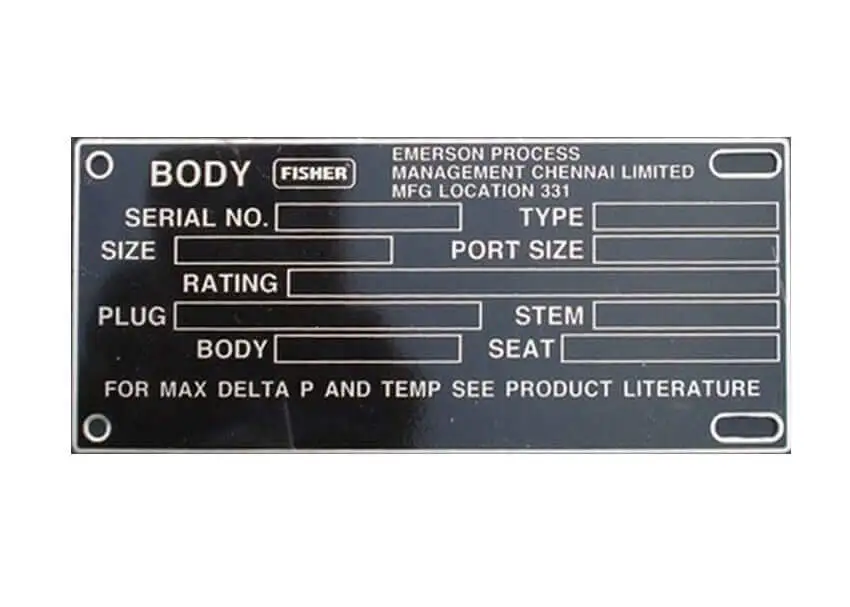 BODY FISHER EMERSON PROCESS
MANAGEMENT CHENNAI LIMITED
MFG LOCATION 331
SERIAL NO. TYPE
SIZE PORT SIZE
RATING
PLUG STEM
BODY SEAT
FOR MAX DELTA P AND TEMP SEE PRODUCT LITERATURE